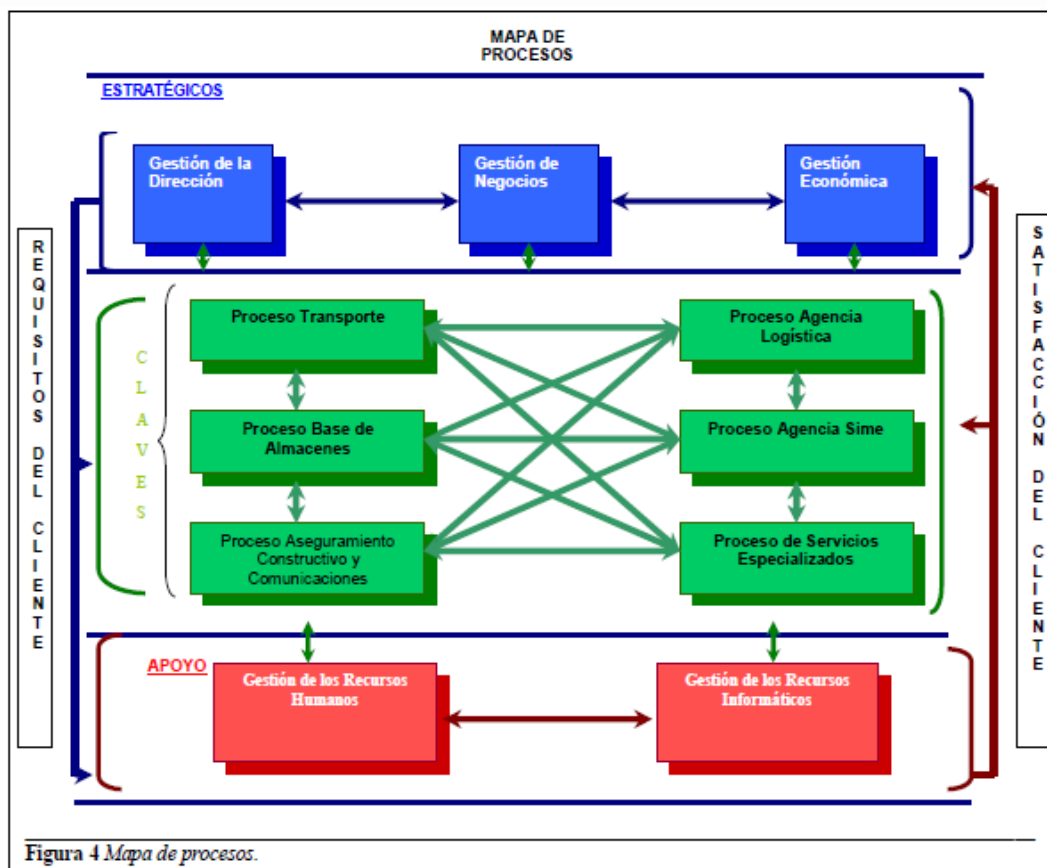 MAPA DE
PROCESOS
ESTRATÉGICOS
Gestión de la
Dirección
Gestión de
Negocios
Gestión
Económica
REQUISITOS DEL CLIENTE
SATISFACCIÓN DEL CLIENTE
CLAVES
Proceso Transporte
Proceso Agencia
Logística
Proceso Base de
Almacenes
Proceso Agencia Sime
Proceso Aseguramiento
Constructivo y
Comunicaciones
Proceso de Servicios
Especializados
APOYO
Gestión de los Recursos
Humanos
Gestión de los Recursos
Informáticos
Figura 4 Mapa de procesos.